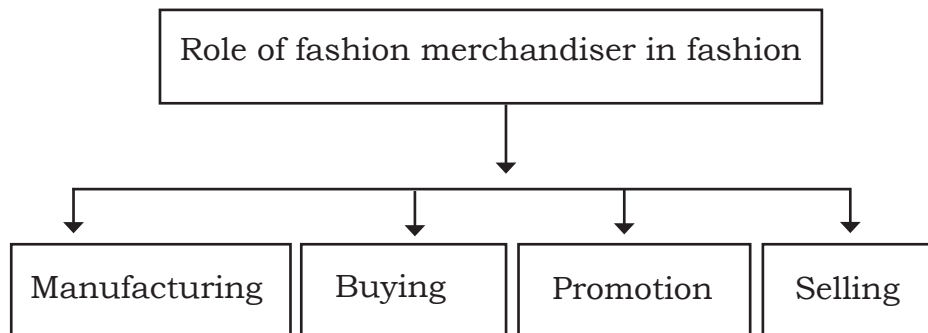 Role of fashion merchandiser in fashion
Manufacturing
Buying
Promotion
Selling